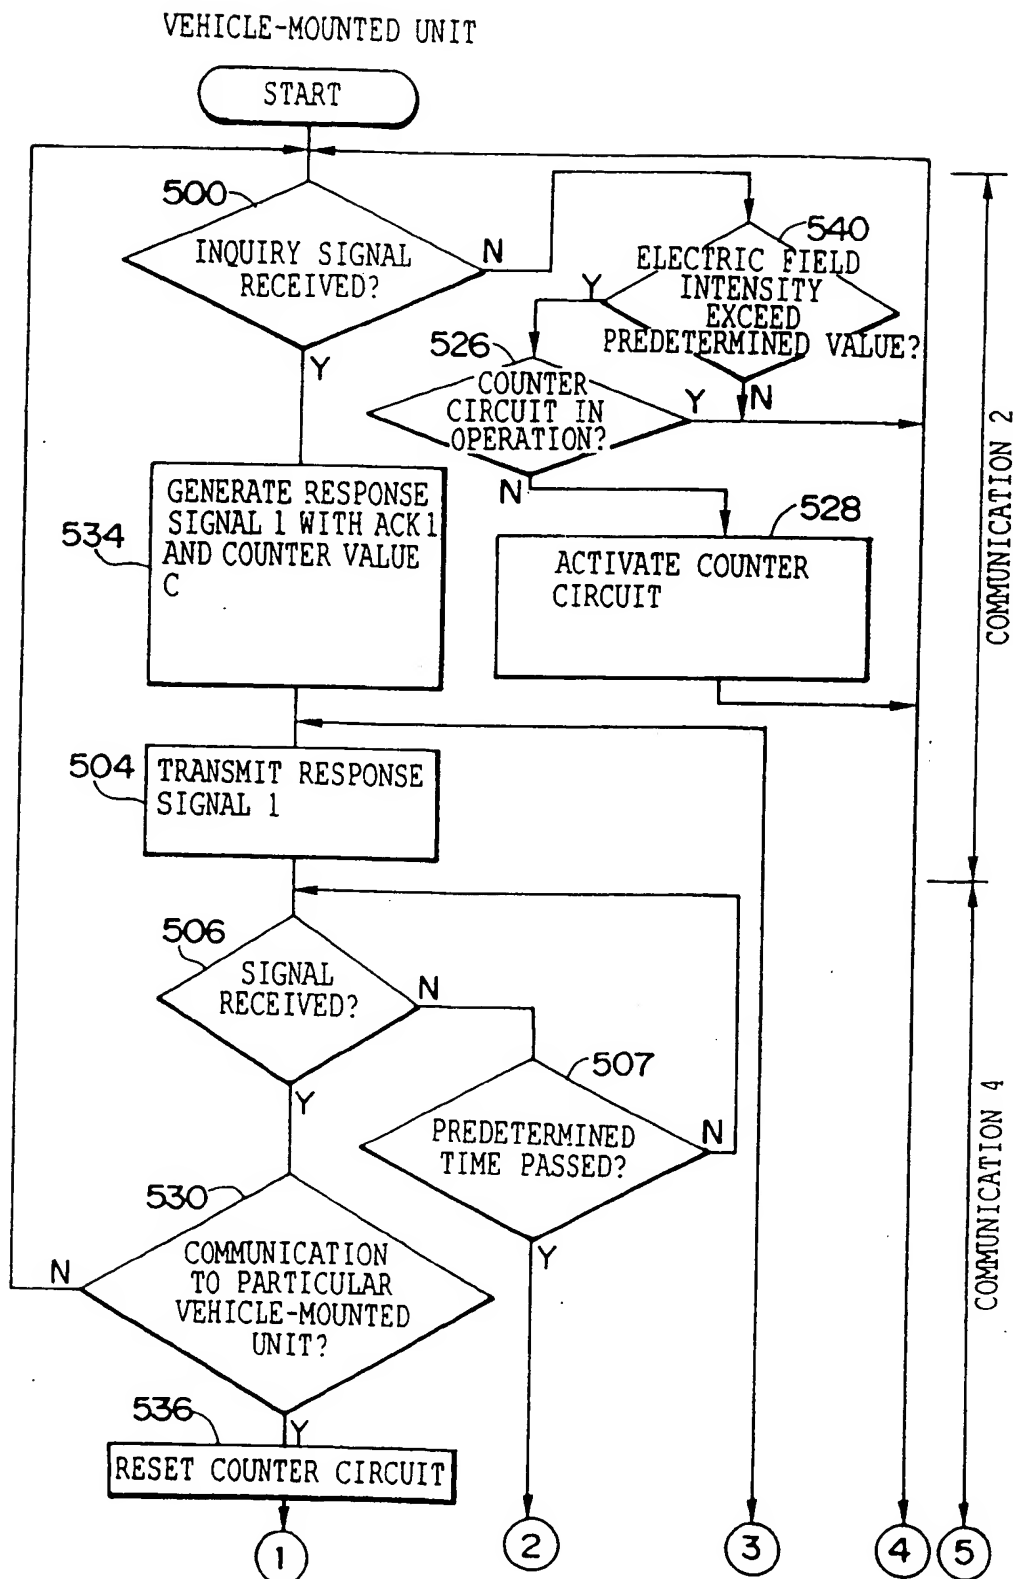 VEHICLE-MOUNTED UNIT
START
500
INQUIRY SIGNAL
RECEIVED?
N
Y
540
ELECTRIC FIELD
INTENSITY
EXCEED
PREDETERMINED VALUE?
Y
N
526
COUNTER
CIRCUIT IN
OPERATION?
Y
N
534
GENERATE RESPONSE
SIGNAL 1 WITH ACK1
AND COUNTER VALUE
C
528
ACTIVATE COUNTER
CIRCUIT
COMMUNICATION 2
504
TRANSMIT RESPONSE
SIGNAL 1
506
SIGNAL
RECEIVED?
N
Y
507
PREDETERMINED
TIME PASSED?
N
Y
530
COMMUNICATION
TO PARTICULAR
VEHICLE-MOUNTED
UNIT?
N
Y
COMMUNICATION 4
536
RESET COUNTER CIRCUIT
1
2
3
4
5